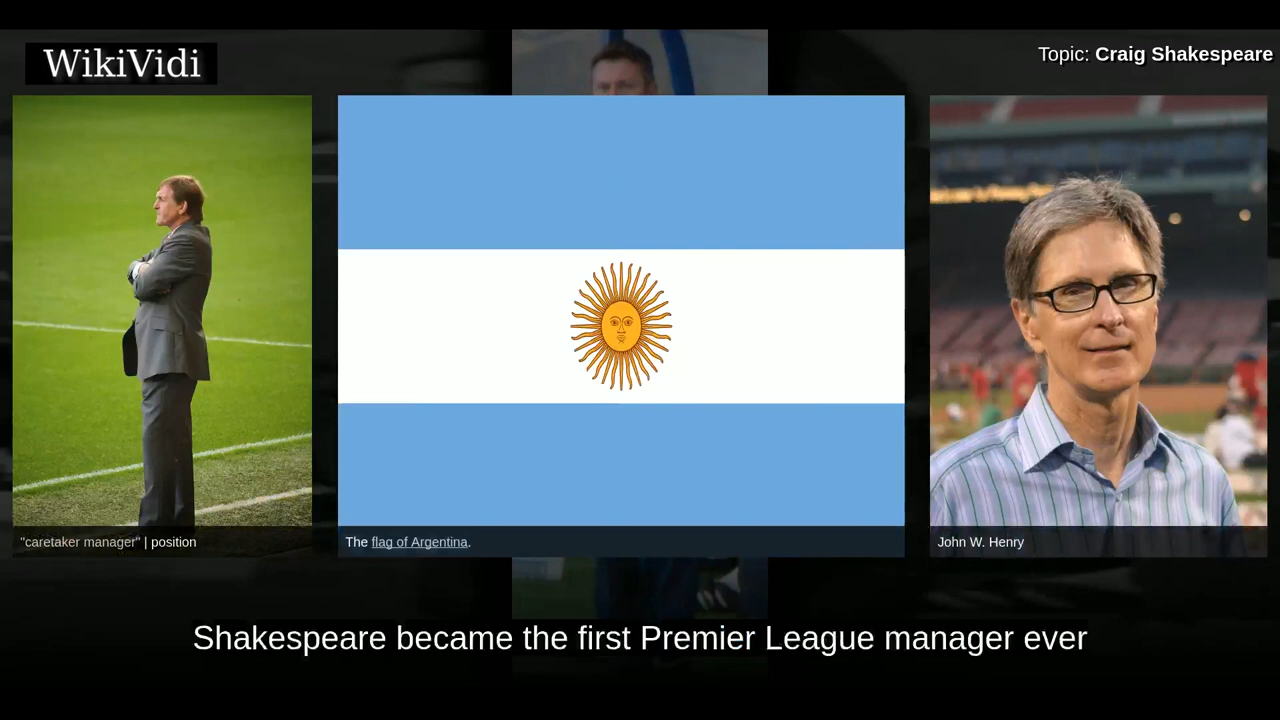 WikiVidi
Topic: Craig Shakespeare
"caretaker manager" | position
The flag of Argentina.
John W. Henry
Shakespeare became the first Premier League manager ever